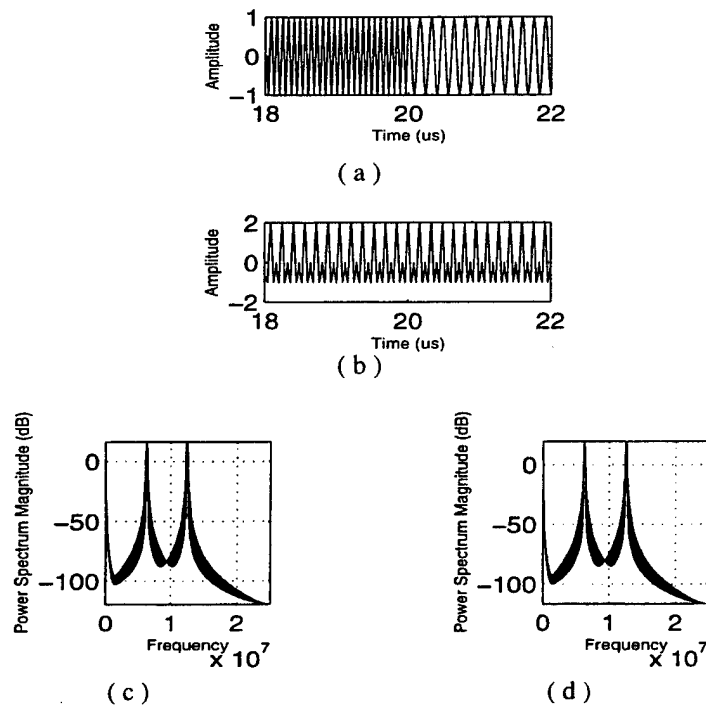 Amplitude
1
0
−1
18
20
22
Time (us)
( a )
Amplitude
2
0
−2
18
20
22
Time (us)
( b )
Power Spectrum Magnitude (dB)
0
−50
−100
0
1
2
Frequency
× 10^7
( c )
Power Spectrum Magnitude (dB)
0
−50
−100
0
1
2
Frequency
× 10^7
( d )